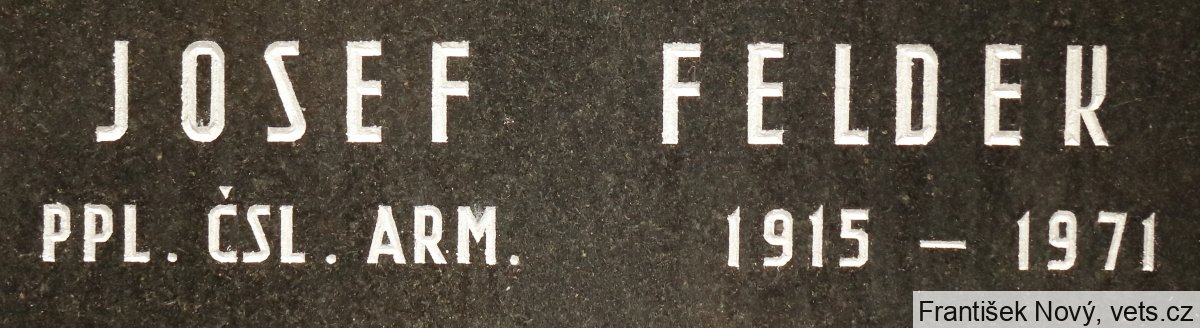 JOSEF FELDEK
PPL. ČSL. ARM. 1915 – 1971
František Nový, vets.cz